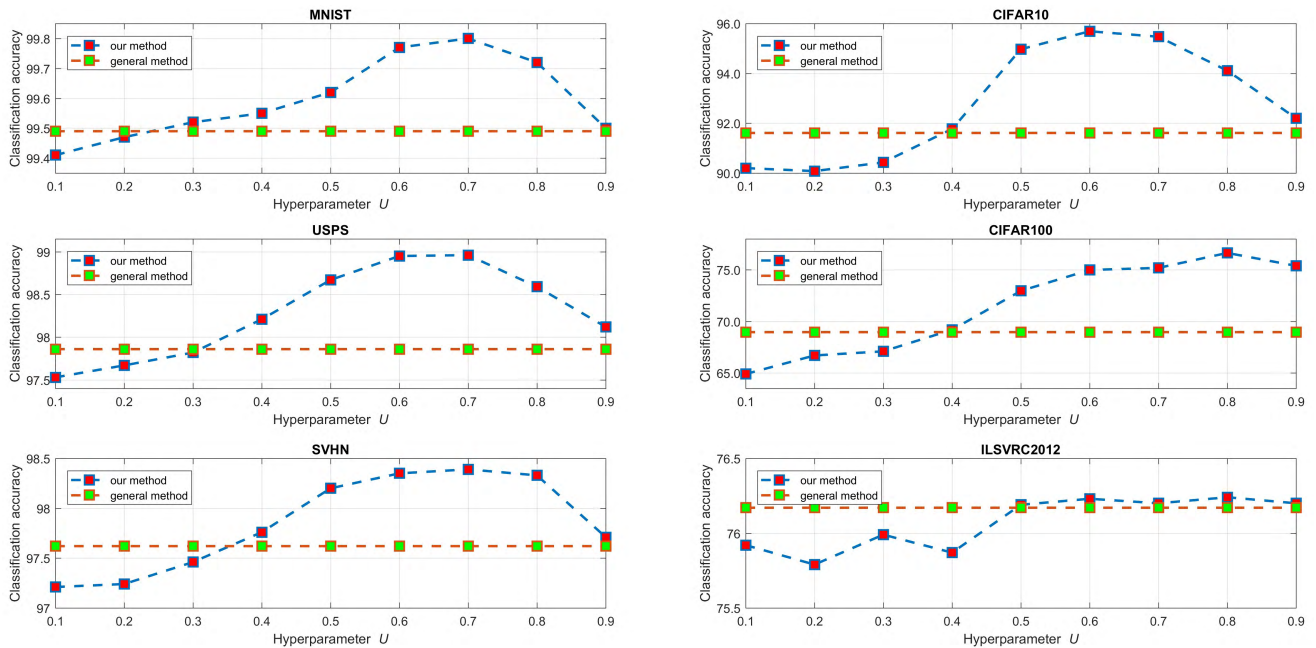 MNIST
Classification accuracy
99.8
99.7
99.6
99.5
99.4
our method
general method
0.1 0.2 0.3 0.4 0.5 0.6 0.7 0.8 0.9
Hyperparameter U
CIFAR10
Classification accuracy
96.0
94.0
92.0
90.0
our method
general method
0.1 0.2 0.3 0.4 0.5 0.6 0.7 0.8 0.9
Hyperparameter U
USPS
Classification accuracy
99
98.5
98
97.5
our method
general method
0.1 0.2 0.3 0.4 0.5 0.6 0.7 0.8 0.9
Hyperparameter U
CIFAR100
Classification accuracy
75.0
70.0
65.0
our method
general method
0.1 0.2 0.3 0.4 0.5 0.6 0.7 0.8 0.9
Hyperparameter U
SVHN
Classification accuracy
98.5
98
97.5
97
our method
general method
0.1 0.2 0.3 0.4 0.5 0.6 0.7 0.8 0.9
Hyperparameter U
ILSVRC2012
Classification accuracy
76.5
76
75.5
our method
general method
0.1 0.2 0.3 0.4 0.5 0.6 0.7 0.8 0.9
Hyperparameter U